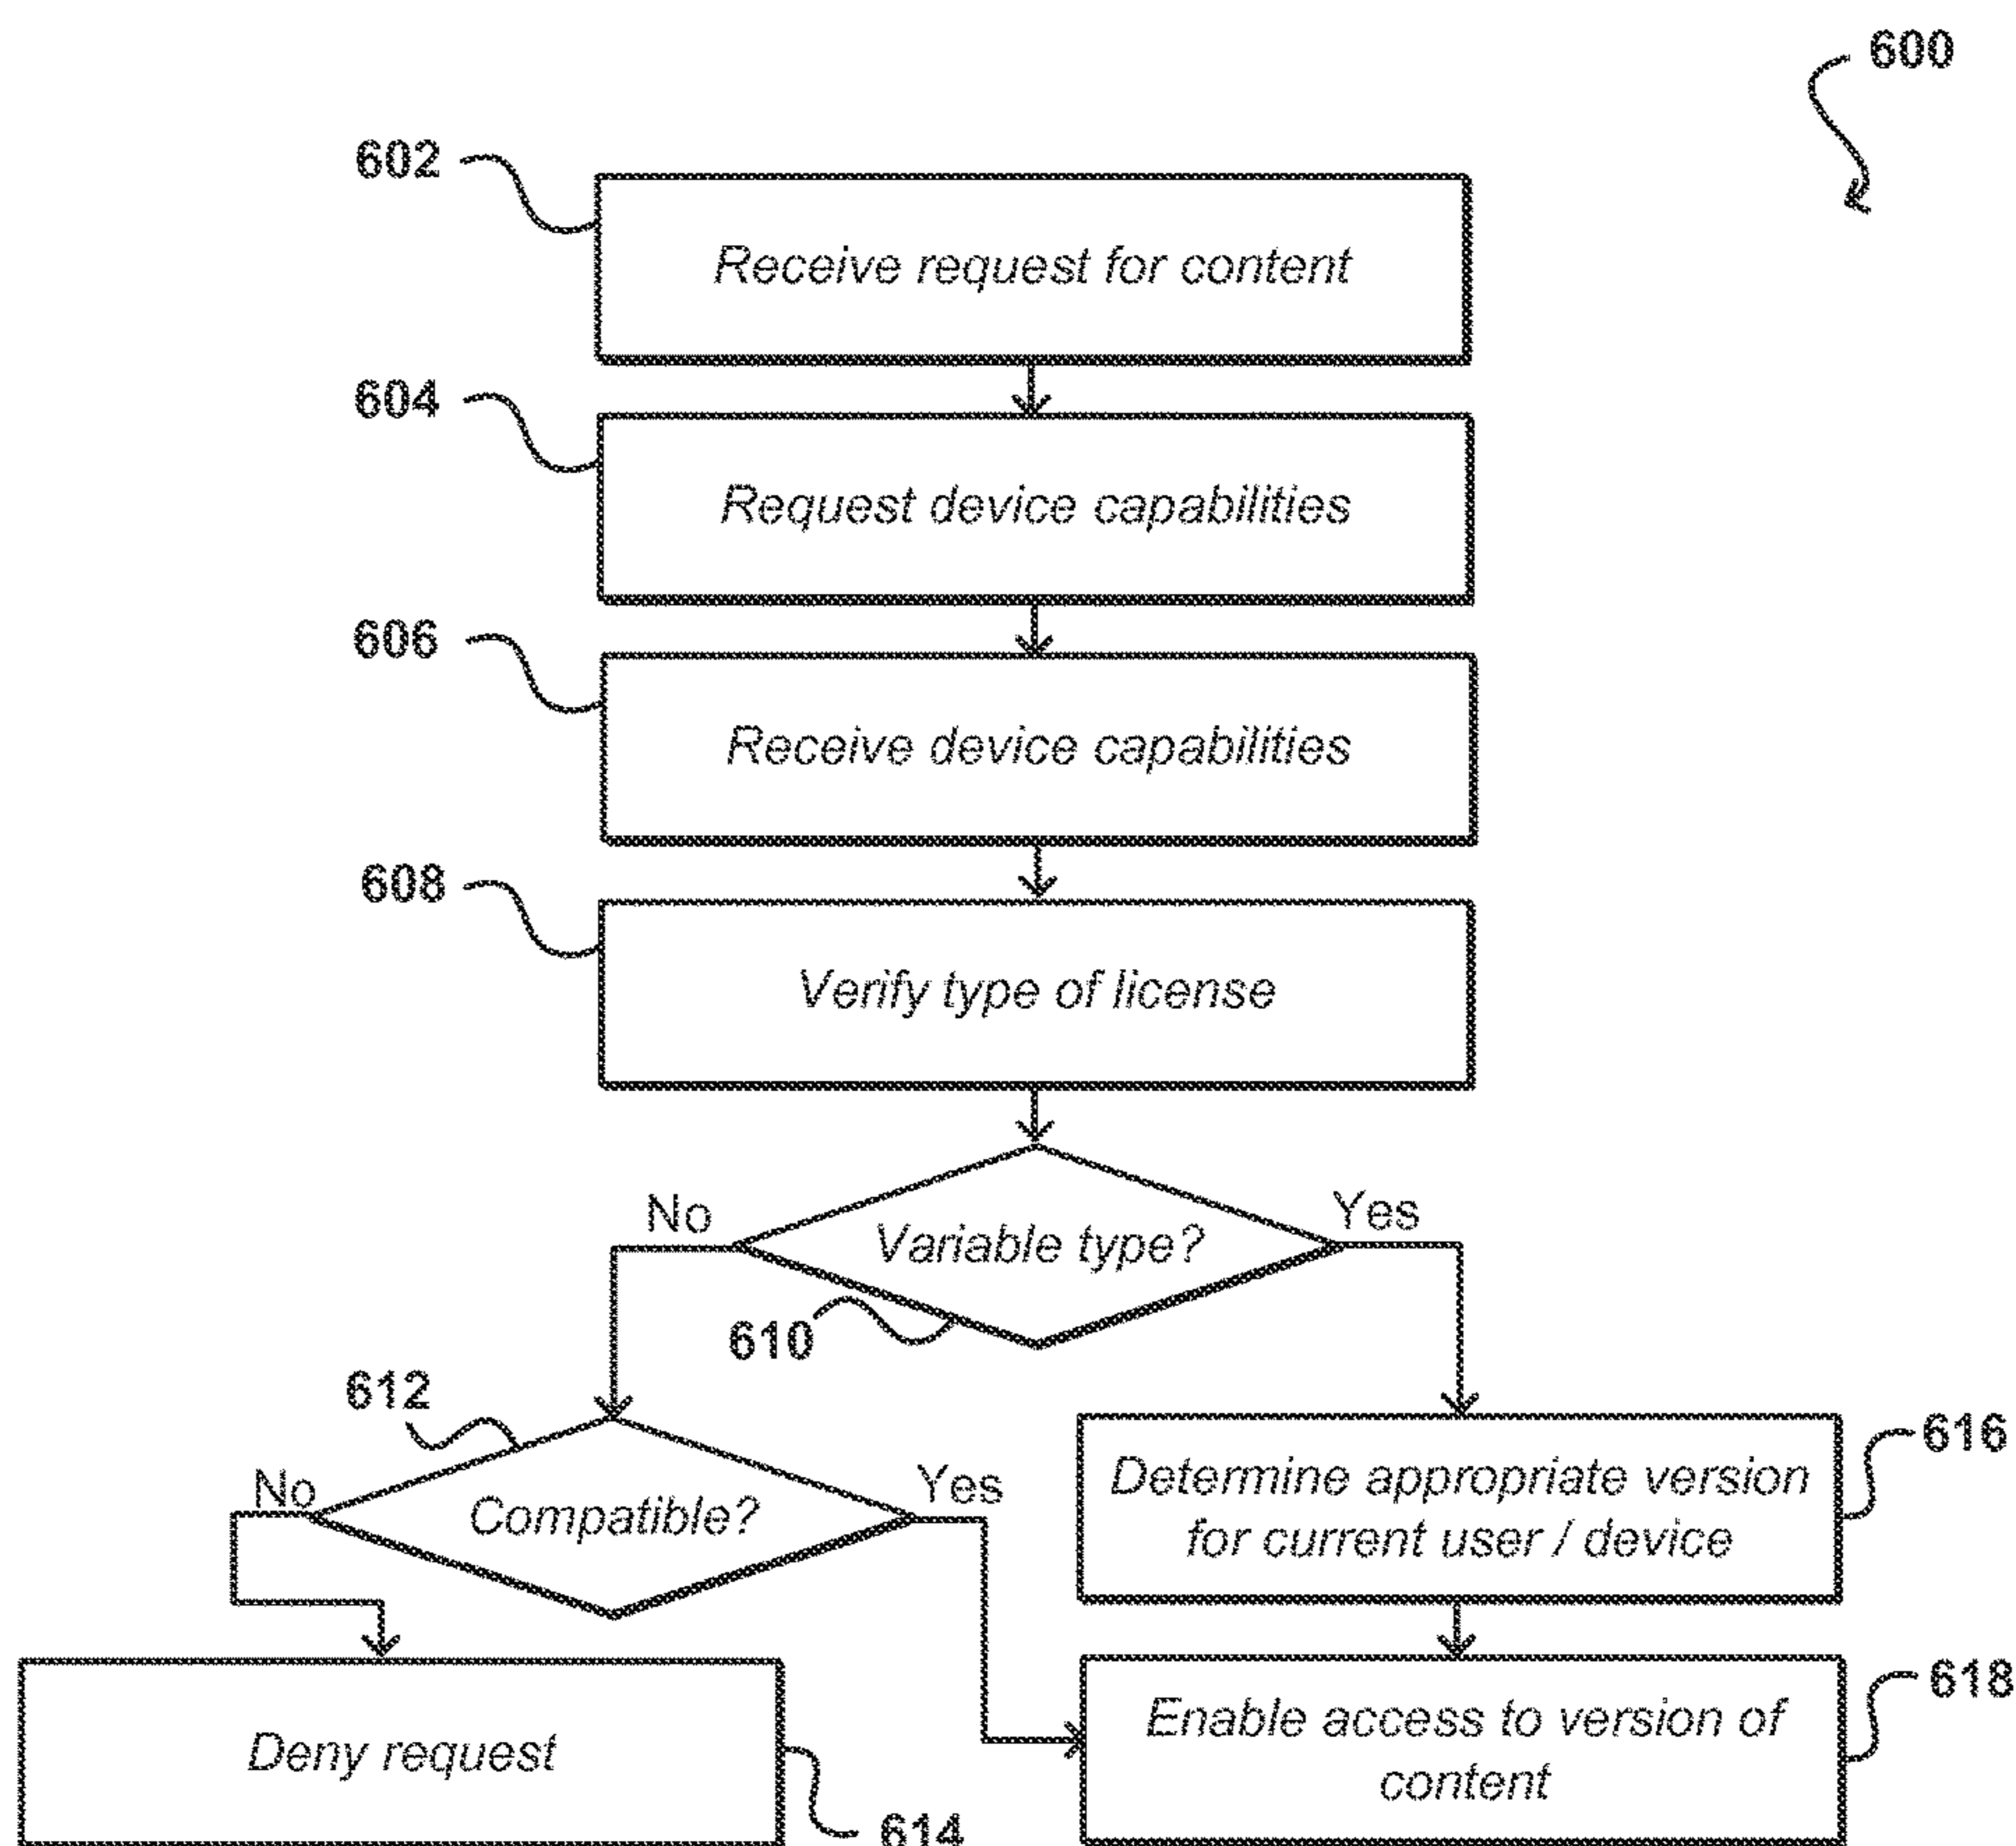 600
602
Receive request for content
604
Request device capabilities
606
Receive device capabilities
608
Verify type of license
No
Yes
Variable type?
610
612
No
Yes
Compatible?
Determine appropriate version
for current user / device
616
Deny request
614
Enable access to version of
content
618